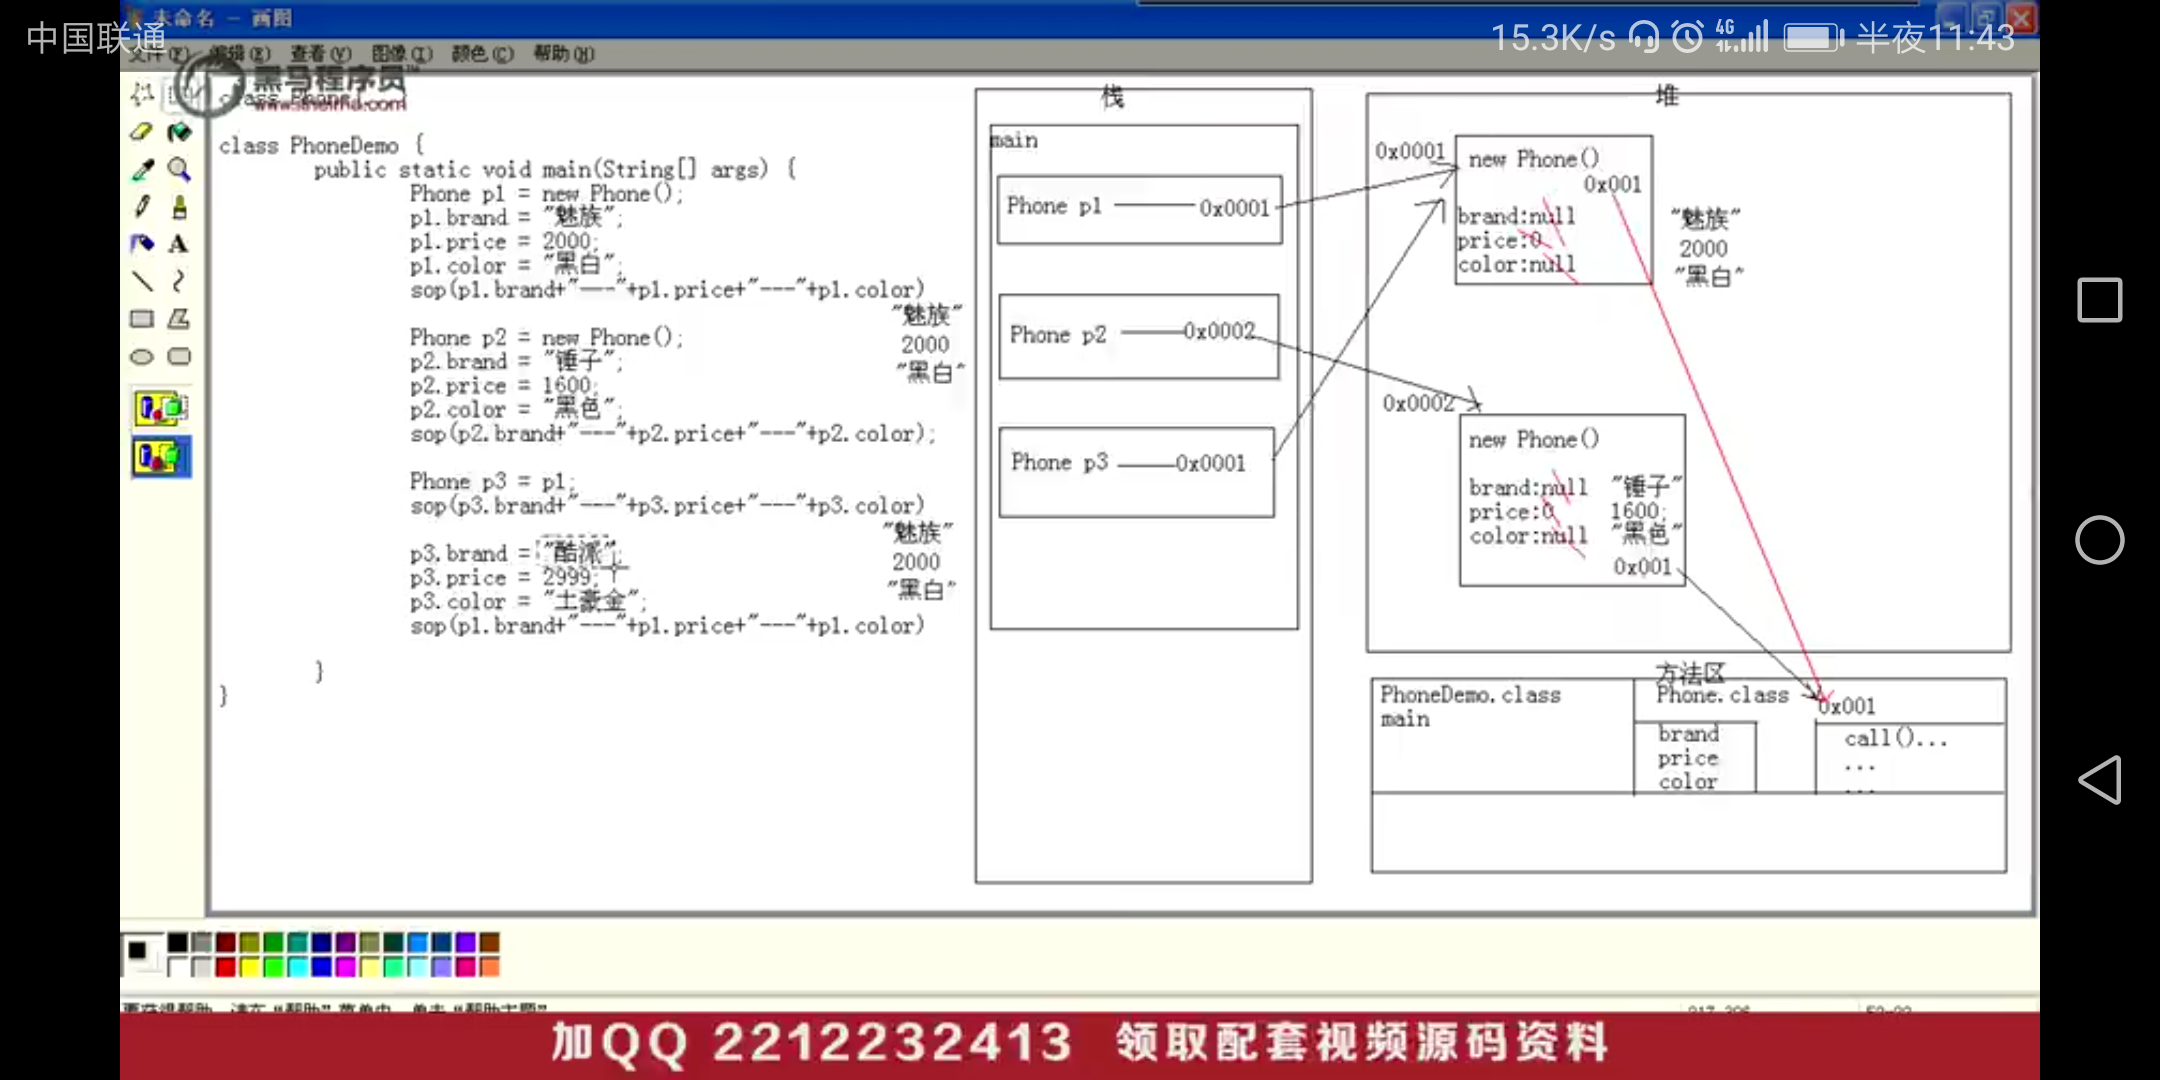 未命名 - 画图
中国联通
15.3K/s 4G 半夜11:43
文件(F) 编辑(E) 查看(V) 图像(I) 颜色(C) 帮助(H)
黑马程序员
www.itheima.com
class Phone{
class PhoneDemo {
public static void main(String[] args) {
Phone p1 = new Phone();
p1.brand = "魅族";
p1.price = 2000;
p1.color = "黑白";
sop(p1.brand+"---"+p1.price+"---"+p1.color)
"魅族"
2000
"黑白"
Phone p2 = new Phone();
p2.brand = "锤子";
p2.price = 1600;
p2.color = "黑色";
sop(p2.brand+"---"+p2.price+"---"+p2.color);
Phone p3 = p1;
sop(p3.brand+"---"+p3.price+"---"+p3.color)
"魅族"
2000
"黑白"
p3.brand = "酷派";
p3.price = 2999;
p3.color = "土豪金";
sop(p1.brand+"---"+p1.price+"---"+p1.color)
}
}
栈
main
Phone p1 0x0001
Phone p2 0x0002
Phone p3 0x0001
堆
0x0001
new Phone()
0x001
brand:null
price:0
color:null
"魅族"
2000
"黑白"
0x0002
new Phone()
brand:null "锤子"
price:0 1600;
color:null "黑色"
0x001
方法区
PhoneDemo.class
main
Phone.class
0x001
brand
price
color
call()...
...
...
加QQ 2212232413 领取配套视频源码资料